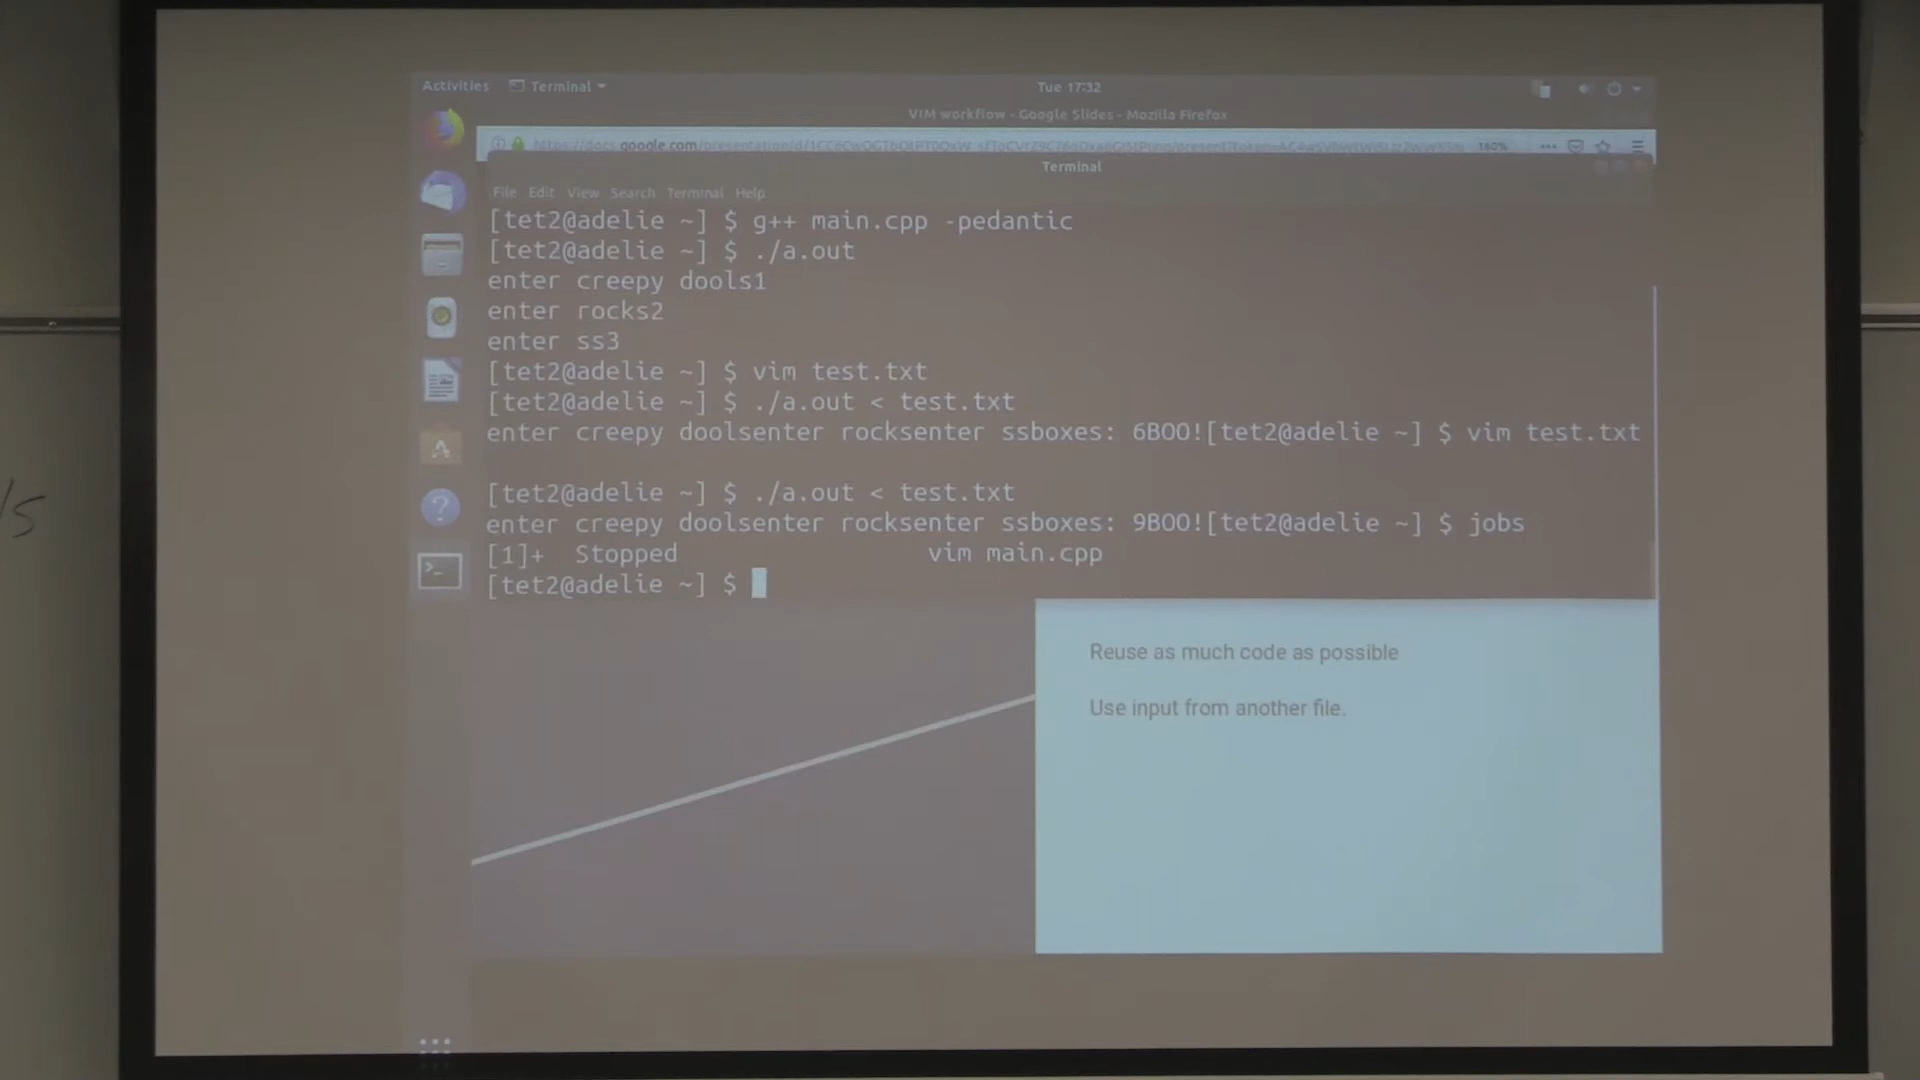 Activities Terminal Tue 17:32
VIM workflow - Google Slides - Mozilla Firefox
160%
Terminal
File Edit View Search Terminal Help
[tet2@adelie ~] $ g++ main.cpp -pedantic
[tet2@adelie ~] $ ./a.out
enter creepy dools1
enter rocks2
enter ss3
[tet2@adelie ~] $ vim test.txt
[tet2@adelie ~] $ ./a.out < test.txt
enter creepy doolsenter rocksenter ssboxes: 6BOO![tet2@adelie ~] $ vim test.txt
[tet2@adelie ~] $ ./a.out < test.txt
enter creepy doolsenter rocksenter ssboxes: 9BOO![tet2@adelie ~] $ jobs
[1]+ Stopped vim main.cpp
[tet2@adelie ~] $
Reuse as much code as possible
Use input from another file.